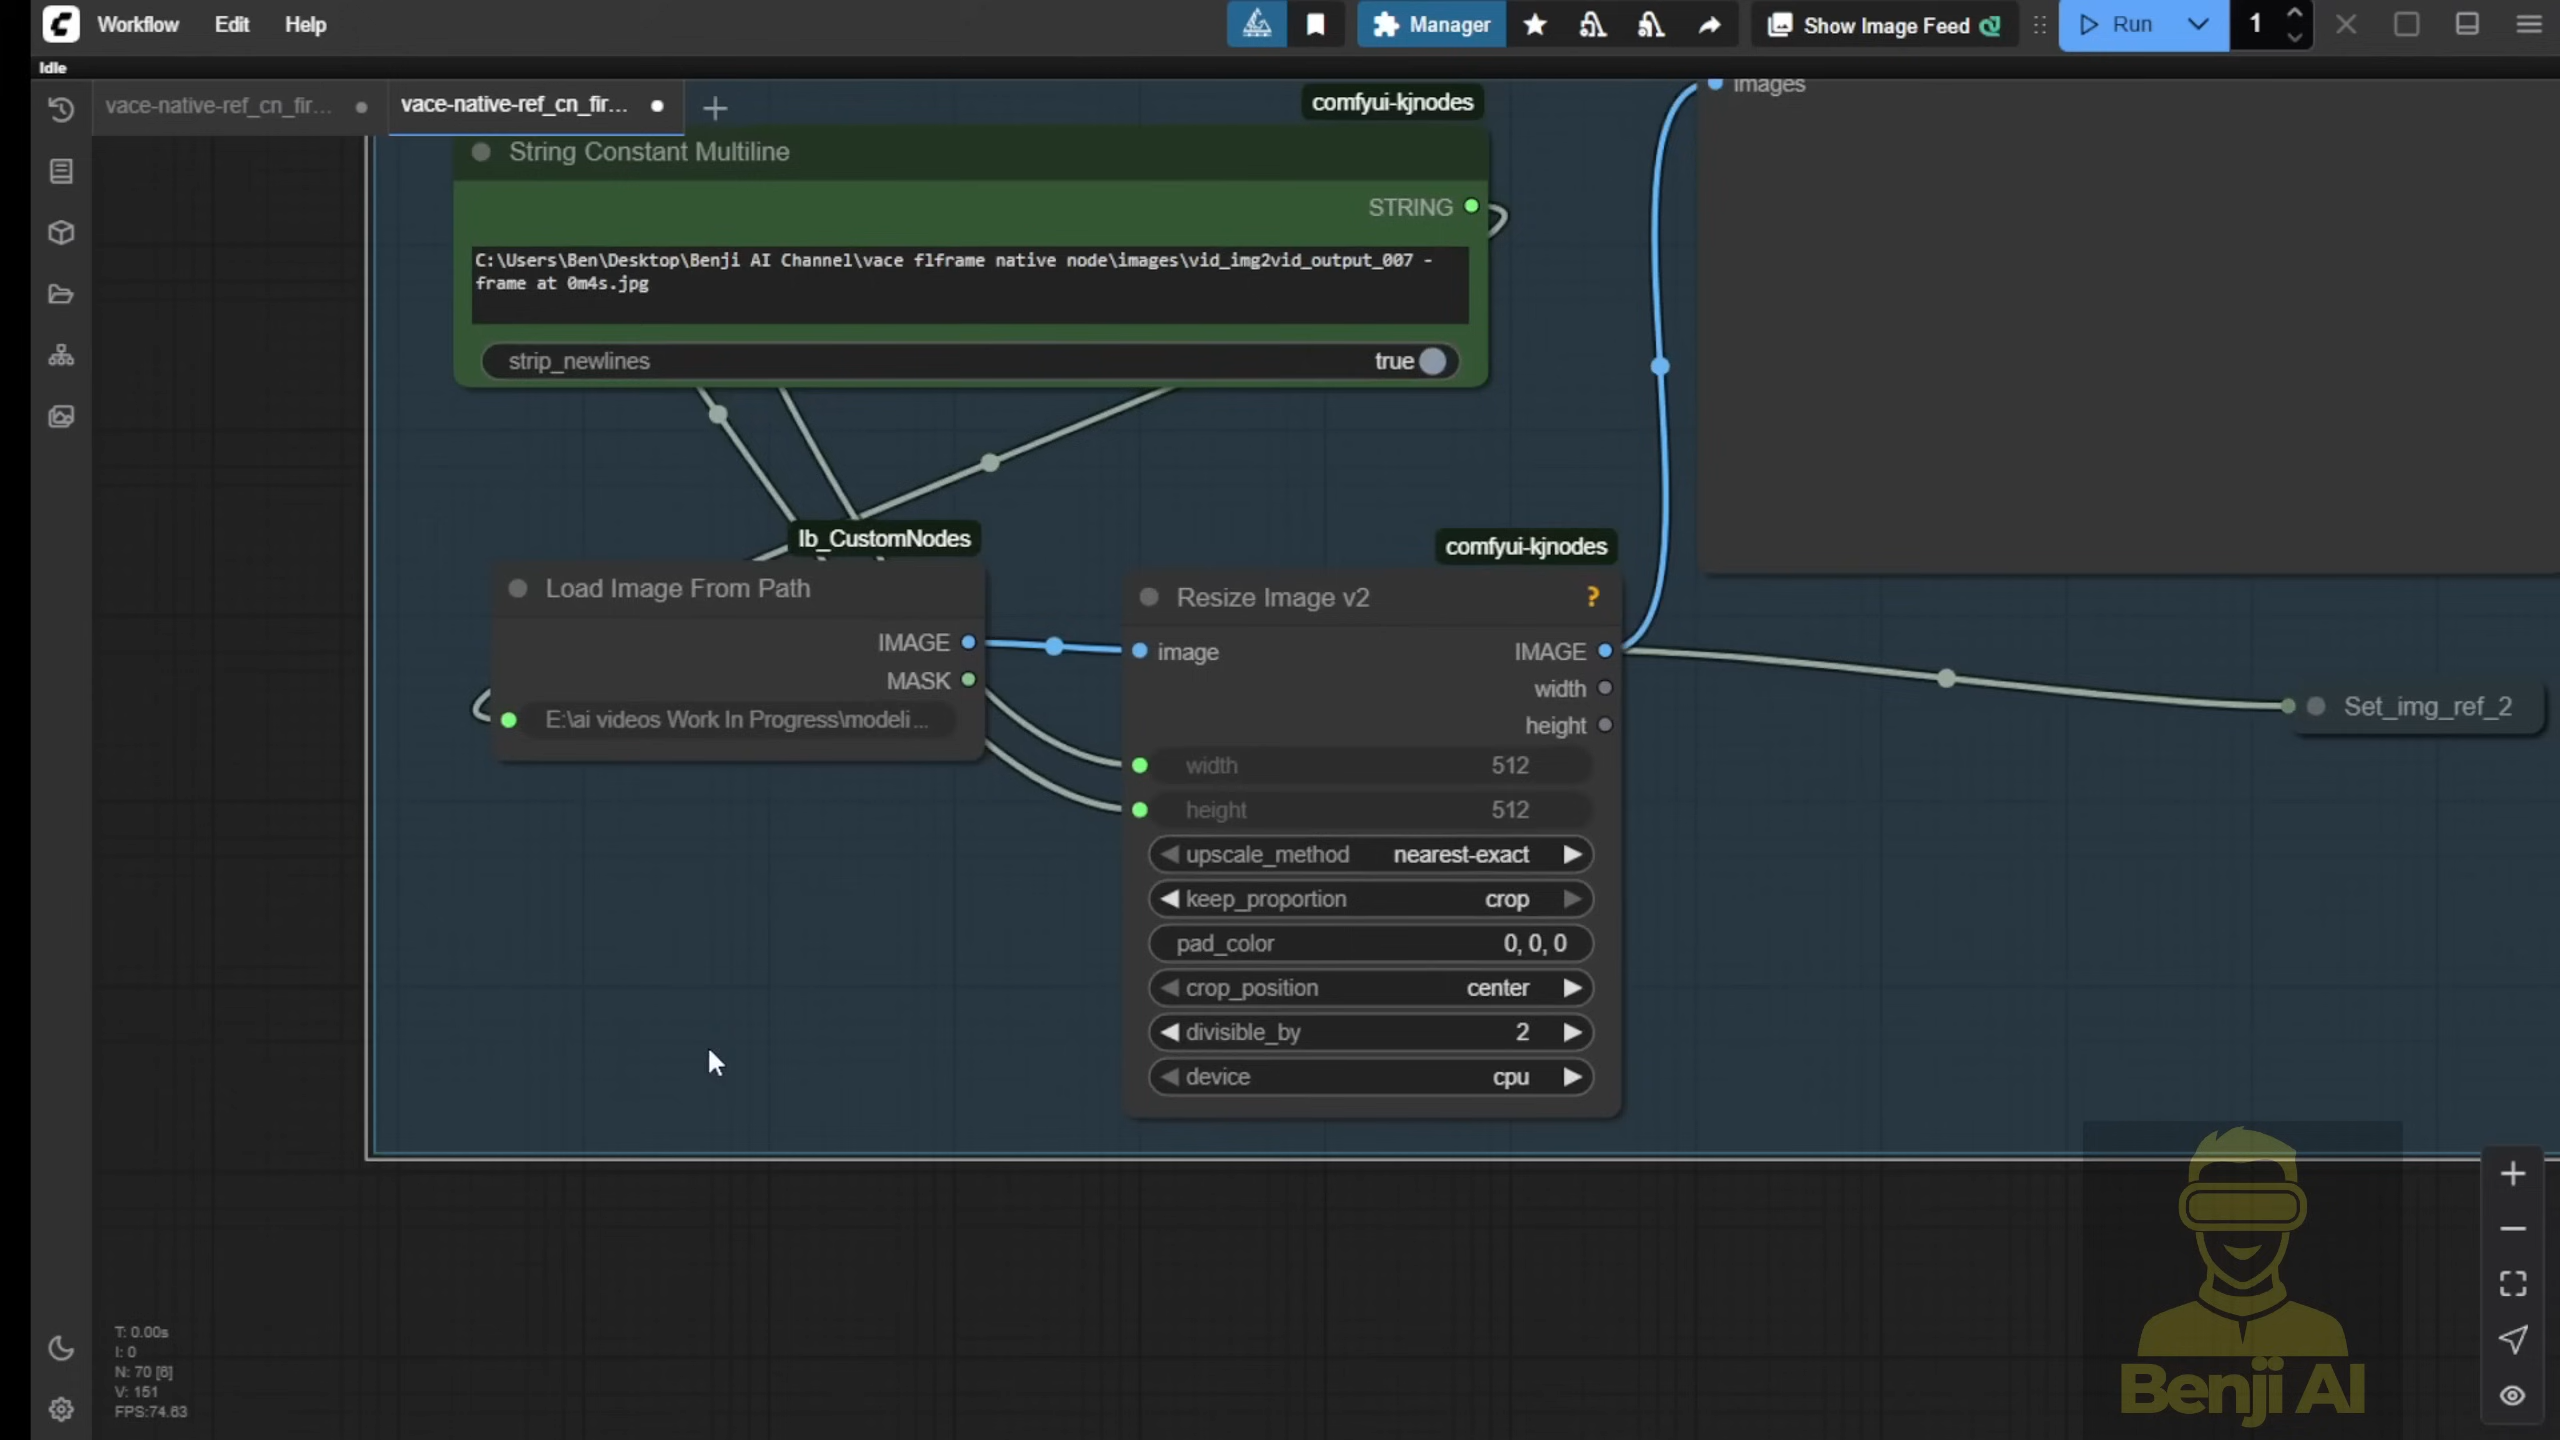 Workflow Edit Help
Manager
Show Image Feed
Run
1
Idle
vace-native-ref_cn_fir...
vace-native-ref_cn_fir...
images
comfyui-kjnodes
String Constant Multiline
STRING
C:\Users\Ben\Desktop\Benji AI Channel\vace flframe native node\images\vid_img2vid_output_007 -
frame at 0m4s.jpg
strip_newlines true
lb_CustomNodes
comfyui-kjnodes
Load Image From Path
IMAGE
MASK
E:\ai videos Work In Progress\modeli...
Resize Image v2 ?
image IMAGE
width
height
width 512
height 512
upscale_method nearest-exact
keep_proportion crop
pad_color 0, 0, 0
crop_position center
divisible_by 2
device cpu
Set_img_ref_2
T: 0.00s
I: 0
N: 70 [6]
V: 151
FPS:74.63
Benji AI